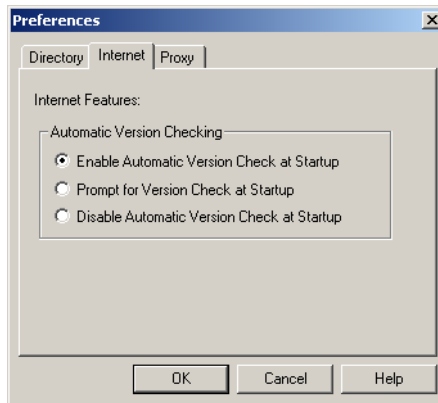 Preferences
Directory Internet Proxy
Internet Features:
Automatic Version Checking
Enable Automatic Version Check at Startup
Prompt for Version Check at Startup
Disable Automatic Version Check at Startup
OK Cancel Help